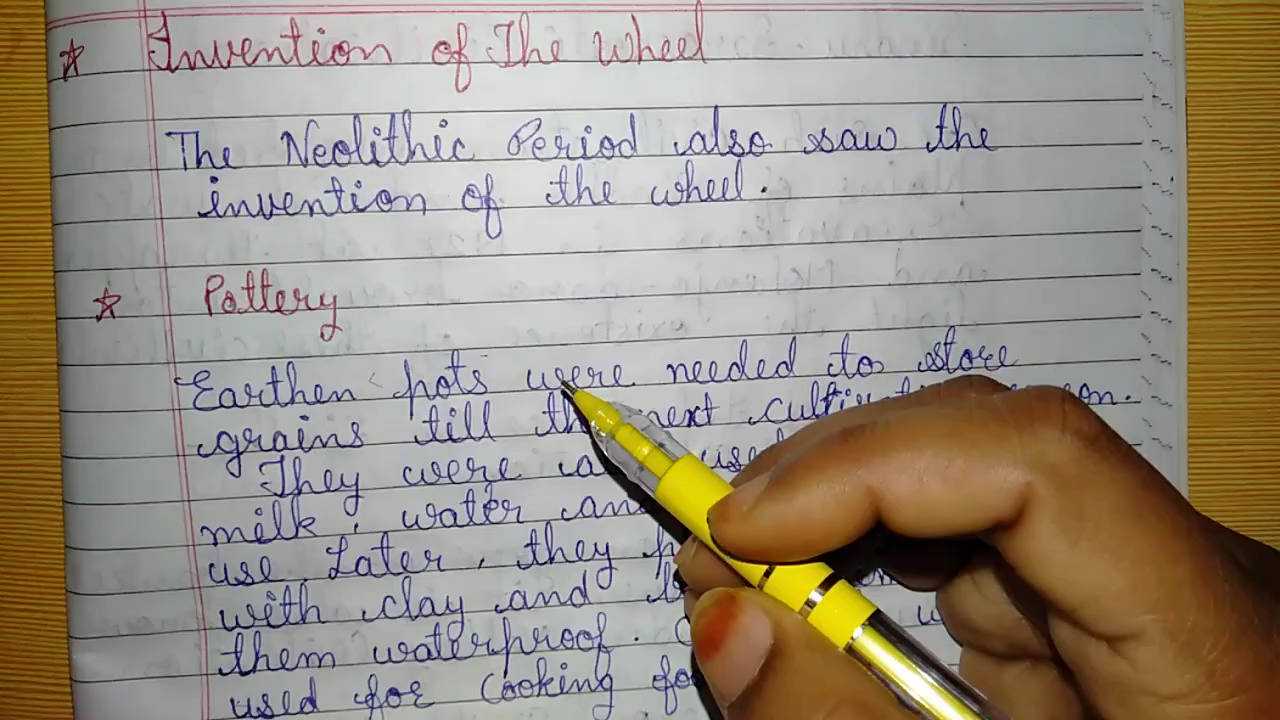 Invention of The Wheel
The Neolithic Period also saw the
invention of the wheel.
Pottery
Earthen pots were needed to store
grains till the next
They were
milk, water
use Later, they
with clay and
them waterproof.
used for Cooking